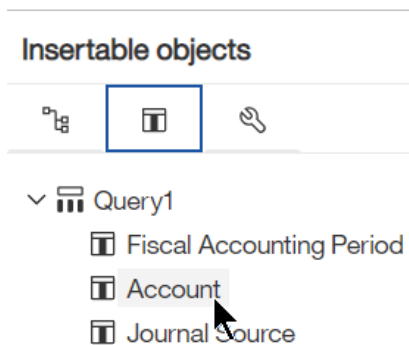 Insertable objects
Query1
Fiscal Accounting Period
Account
Journal Source